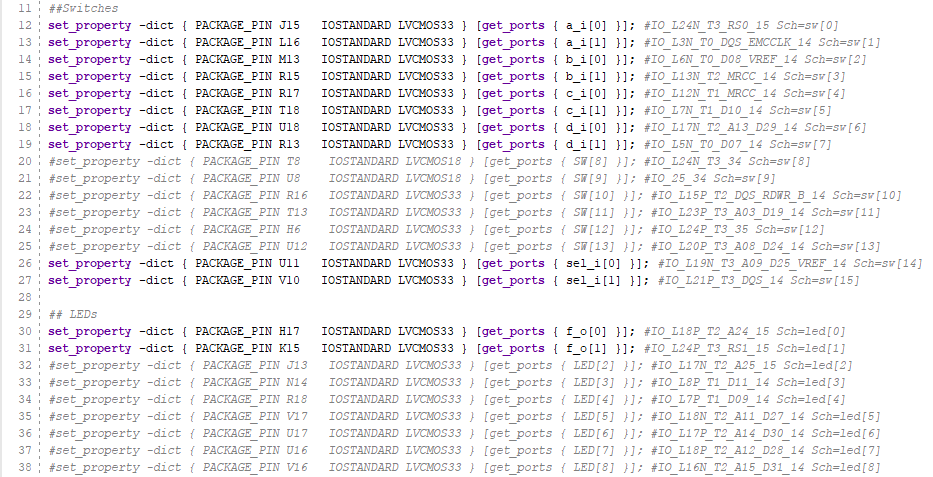 11 ##Switches
12 set_property -dict { PACKAGE_PIN J15 IOSTANDARD LVCMOS33 } [get_ports { a_i[0] }]; #IO_L24N_T3_RS0_15 Sch=sw[0]
13 set_property -dict { PACKAGE_PIN L16 IOSTANDARD LVCMOS33 } [get_ports { a_i[1] }]; #IO_L3N_T0_DQS_EMCCLK_14 Sch=sw[1]
14 set_property -dict { PACKAGE_PIN M13 IOSTANDARD LVCMOS33 } [get_ports { b_i[0] }]; #IO_L6N_T0_D08_VREF_14 Sch=sw[2]
15 set_property -dict { PACKAGE_PIN R15 IOSTANDARD LVCMOS33 } [get_ports { b_i[1] }]; #IO_L13N_T2_MRCC_14 Sch=sw[3]
16 set_property -dict { PACKAGE_PIN R17 IOSTANDARD LVCMOS33 } [get_ports { c_i[0] }]; #IO_L12N_T1_MRCC_14 Sch=sw[4]
17 set_property -dict { PACKAGE_PIN T18 IOSTANDARD LVCMOS33 } [get_ports { c_i[1] }]; #IO_L7N_T1_D10_14 Sch=sw[5]
18 set_property -dict { PACKAGE_PIN U18 IOSTANDARD LVCMOS33 } [get_ports { d_i[0] }]; #IO_L17N_T2_A13_D29_14 Sch=sw[6]
19 set_property -dict { PACKAGE_PIN R13 IOSTANDARD LVCMOS33 } [get_ports { d_i[1] }]; #IO_L5N_T0_D07_14 Sch=sw[7]
20 #set_property -dict { PACKAGE_PIN T8 IOSTANDARD LVCMOS18 } [get_ports { SW[8] }]; #IO_L24N_T3_34 Sch=sw[8]
21 #set_property -dict { PACKAGE_PIN U8 IOSTANDARD LVCMOS18 } [get_ports { SW[9] }]; #IO_25_34 Sch=sw[9]
22 #set_property -dict { PACKAGE_PIN R16 IOSTANDARD LVCMOS33 } [get_ports { SW[10] }]; #IO_L15P_T2_DQS_RDWR_B_14 Sch=sw[10]
23 #set_property -dict { PACKAGE_PIN T13 IOSTANDARD LVCMOS33 } [get_ports { SW[11] }]; #IO_L23P_T3_A03_D19_14 Sch=sw[11]
24 #set_property -dict { PACKAGE_PIN H6 IOSTANDARD LVCMOS33 } [get_ports { SW[12] }]; #IO_L24P_T3_35 Sch=sw[12]
25 #set_property -dict { PACKAGE_PIN U12 IOSTANDARD LVCMOS33 } [get_ports { SW[13] }]; #IO_L20P_T3_A08_D24_14 Sch=sw[13]
26 set_property -dict { PACKAGE_PIN U11 IOSTANDARD LVCMOS33 } [get_ports { sel_i[0] }]; #IO_L19N_T3_A09_D25_VREF_14 Sch=sw[14]
27 set_property -dict { PACKAGE_PIN V10 IOSTANDARD LVCMOS33 } [get_ports { sel_i[1] }]; #IO_L21P_T3_DQS_14 Sch=sw[15]
28
29 ## LEDs
30 set_property -dict { PACKAGE_PIN H17 IOSTANDARD LVCMOS33 } [get_ports { f_o[0] }]; #IO_L18P_T2_A24_15 Sch=led[0]
31 set_property -dict { PACKAGE_PIN K15 IOSTANDARD LVCMOS33 } [get_ports { f_o[1] }]; #IO_L24P_T3_RS1_15 Sch=led[1]
32 #set_property -dict { PACKAGE_PIN J13 IOSTANDARD LVCMOS33 } [get_ports { LED[2] }]; #IO_L17N_T2_A25_15 Sch=led[2]
33 #set_property -dict { PACKAGE_PIN N14 IOSTANDARD LVCMOS33 } [get_ports { LED[3] }]; #IO_L8P_T1_D11_14 Sch=led[3]
34 #set_property -dict { PACKAGE_PIN R18 IOSTANDARD LVCMOS33 } [get_ports { LED[4] }]; #IO_L7P_T1_D09_14 Sch=led[4]
35 #set_property -dict { PACKAGE_PIN V17 IOSTANDARD LVCMOS33 } [get_ports { LED[5] }]; #IO_L18N_T2_A11_D27_14 Sch=led[5]
36 #set_property -dict { PACKAGE_PIN U17 IOSTANDARD LVCMOS33 } [get_ports { LED[6] }]; #IO_L17P_T2_A14_D30_14 Sch=led[6]
37 #set_property -dict { PACKAGE_PIN U16 IOSTANDARD LVCMOS33 } [get_ports { LED[7] }]; #IO_L18P_T2_A12_D28_14 Sch=led[7]
38 #set_property -dict { PACKAGE_PIN V16 IOSTANDARD LVCMOS33 } [get_ports { LED[8] }]; #IO_L16N_T2_A15_D31_14 Sch=led[8]